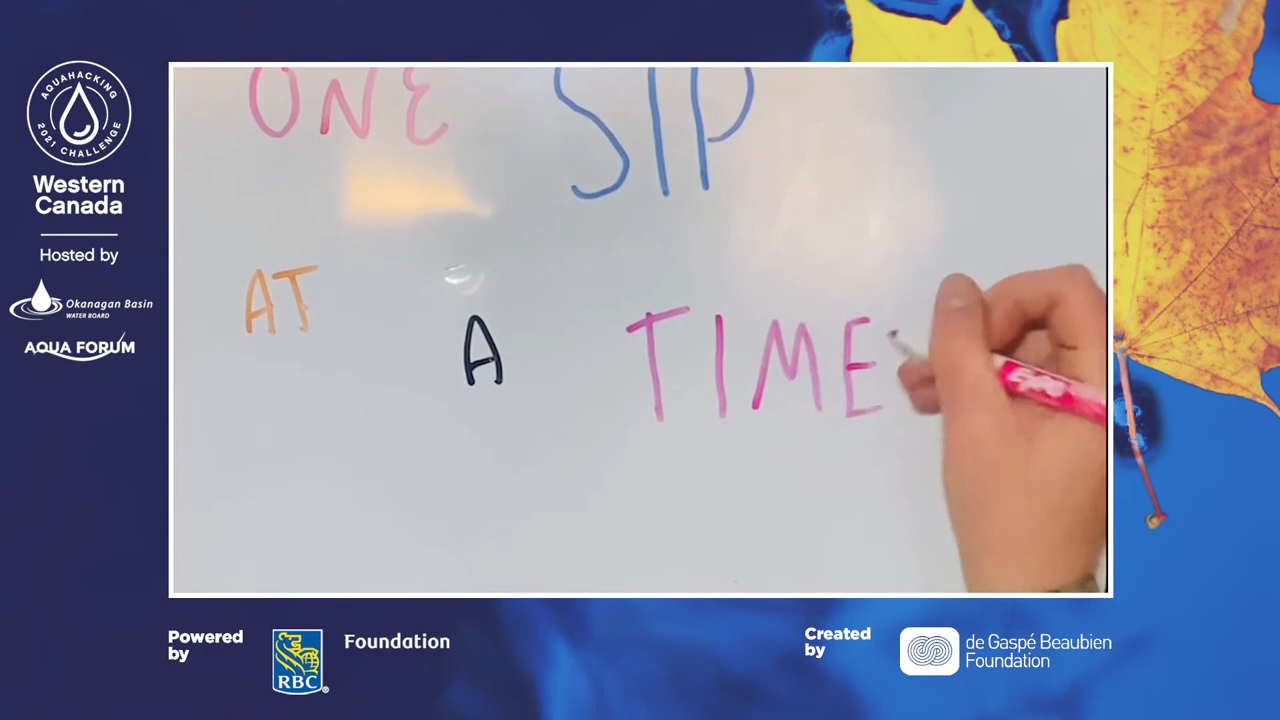 AQUAHACKING
2021 CHALLENGE
Western
Canada
Hosted by
Okanagan Basin
WATER BOARD
AQUA FORUM
ONE SIP
AT A TIME
Powered
by
RBC®
Foundation
Created
by
de Gaspé Beaubien
Foundation